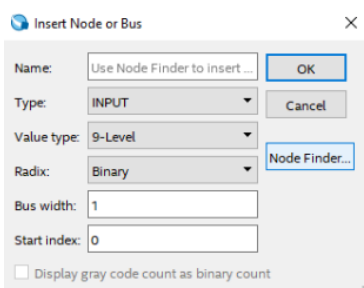 Insert Node or Bus
Name: Use Node Finder to insert ... OK
Type: INPUT Cancel
Value type: 9-Level
Node Finder...
Radix: Binary
Bus width: 1
Start index: 0
Display gray code count as binary count